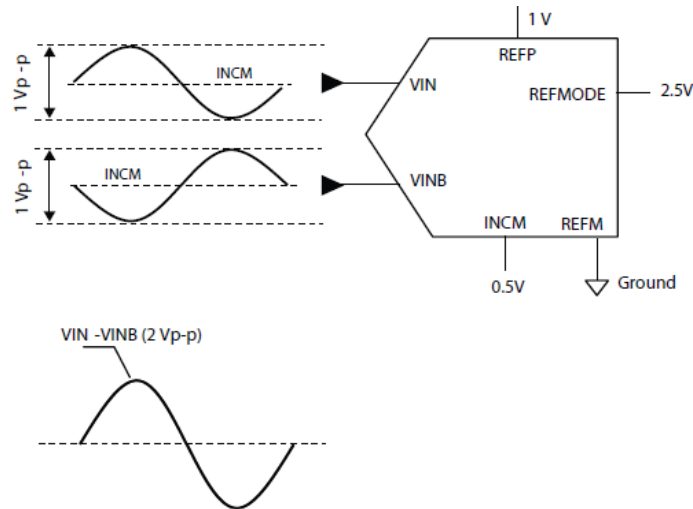 1 V
REFP
1 Vp -p
INCM
VIN
REFMODE
2.5V
1 Vp-p
INCM
VINB
INCM
REFM
0.5V
Ground
VIN -VINB (2 Vp-p)